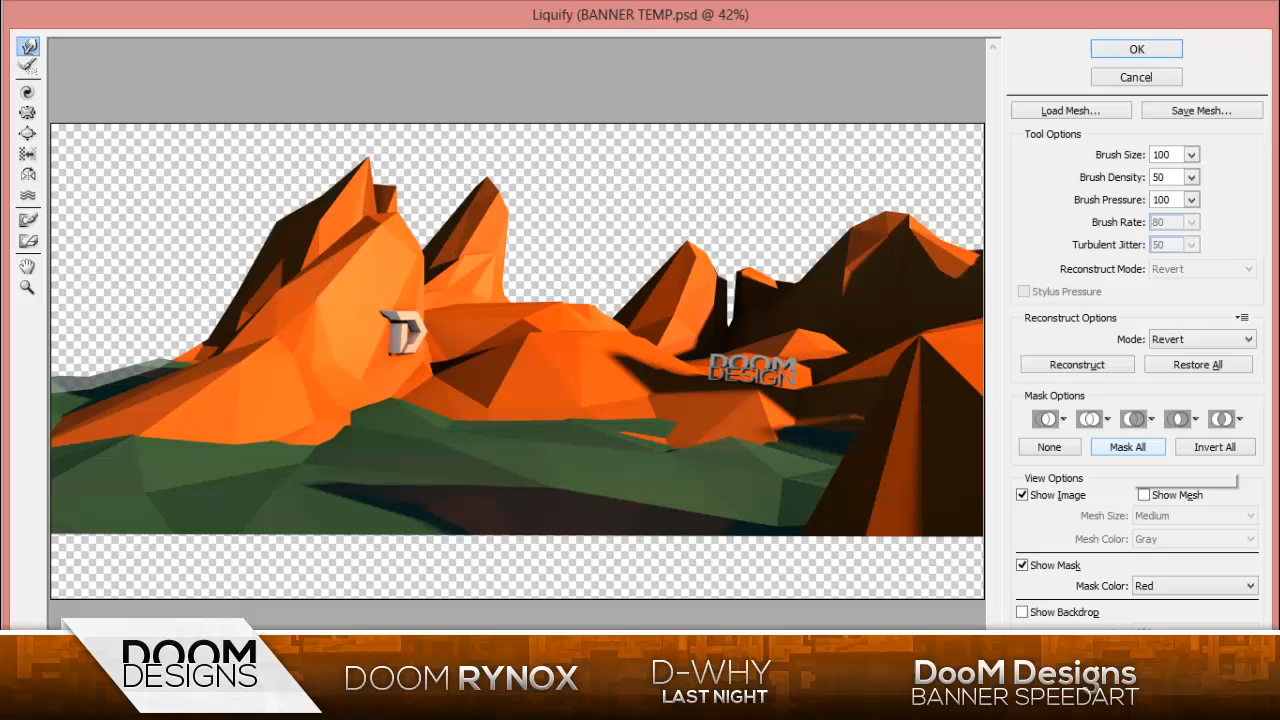 Liquify (BANNER TEMP.psd @ 42%)
OK
Cancel
Load Mesh...
Save Mesh...
Tool Options
Brush Size: 100
Brush Density: 50
Brush Pressure: 100
Brush Rate: 80
Turbulent Jitter: 50
Reconstruct Mode: Revert
Stylus Pressure
Reconstruct Options
Mode: Revert
Reconstruct
Restore All
Mask Options
None
Mask All
Invert All
View Options
Show Image
Show Mesh
Mesh Size: Medium
Mesh Color: Gray
Show Mask
Mask Color: Red
Show Backdrop
D
DOOM
DESIGN
DOOM
DESIGNS
DOOM RYNOX
D-WHY
LAST NIGHT
DooM Designs
BANNER SPEEDART